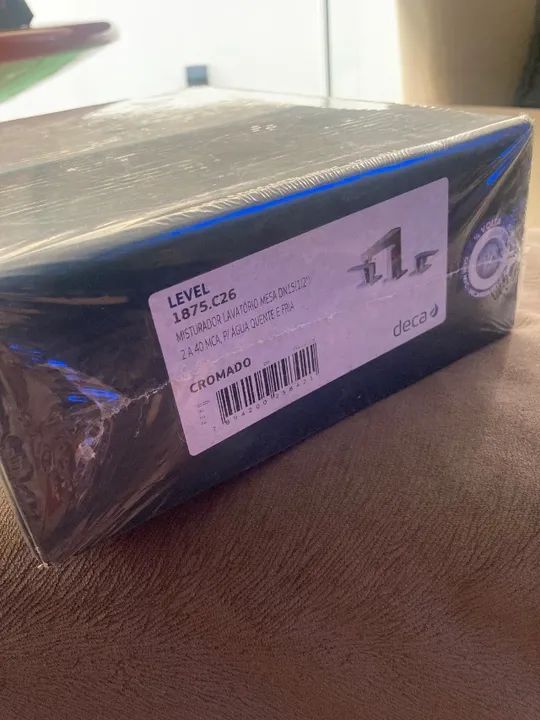 LEVEL
1875.C26
MISTURADOR LAVATÓRIO MESA DN15(1/2")
2 A 40 MCA, P/ ÁGUA QUENTE E FRIA
CROMADO
deca